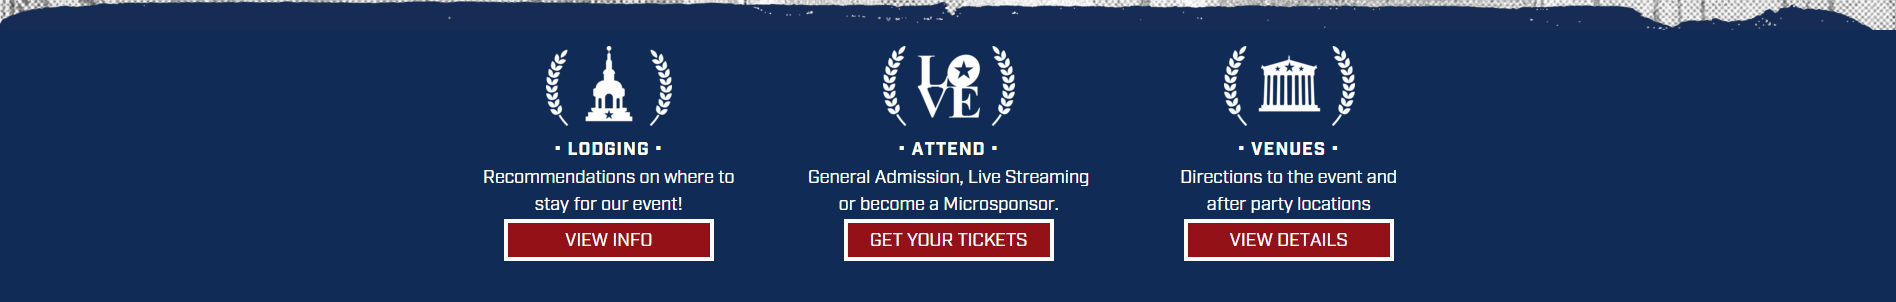 LO
VE
· LODGING ·
Recommendations on where to
stay for our event!
VIEW INFO
· ATTEND ·
General Admission, Live Streaming
or become a Microsponsor.
GET YOUR TICKETS
· VENUES ·
Directions to the event and
after party locations
VIEW DETAILS